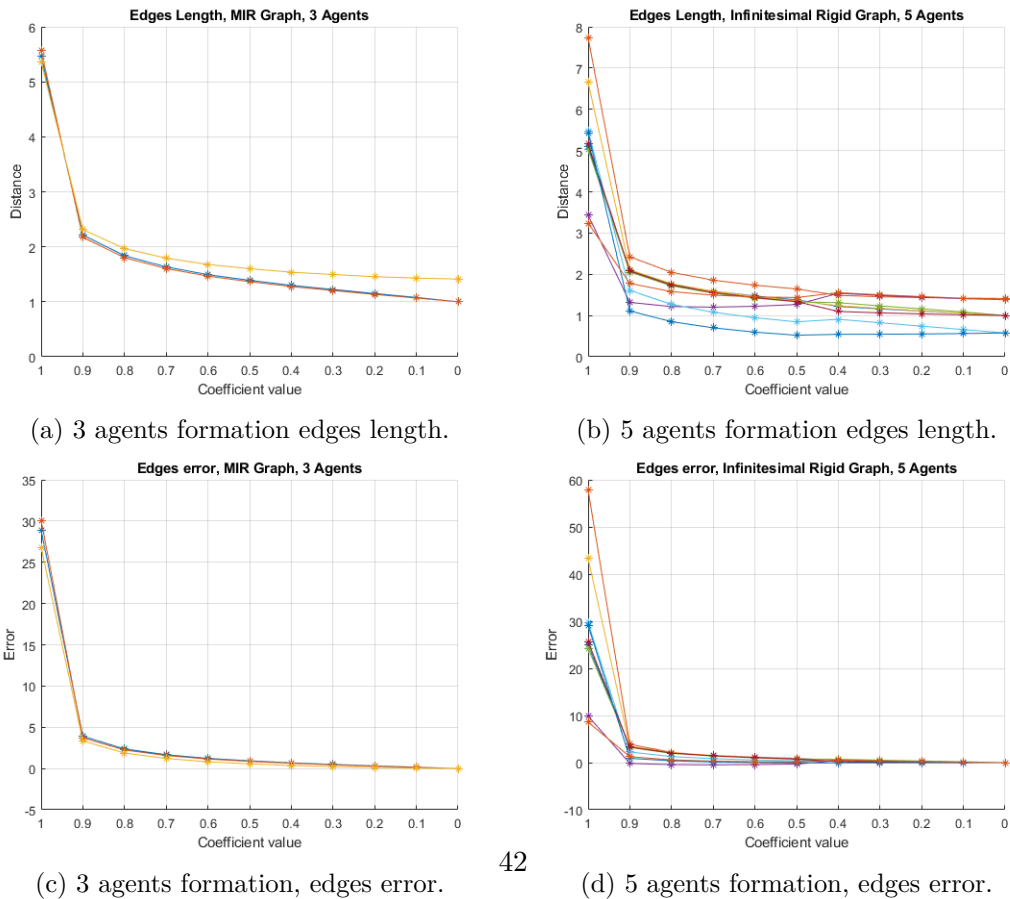 Edges Length, MIR Graph, 3 Agents
Distance
6
5
4
3
2
1
0
1 0.9 0.8 0.7 0.6 0.5 0.4 0.3 0.2 0.1 0
Coefficient value
(a) 3 agents formation edges length.
Edges Length, Infinitesimal Rigid Graph, 5 Agents
Distance
8
7
6
5
4
3
2
1
0
1 0.9 0.8 0.7 0.6 0.5 0.4 0.3 0.2 0.1 0
Coefficient value
(b) 5 agents formation edges length.
Edges error, MIR Graph, 3 Agents
Error
35
30
25
20
15
10
5
0
-5
1 0.9 0.8 0.7 0.6 0.5 0.4 0.3 0.2 0.1 0
Coefficient value
(c) 3 agents formation, edges error.
Edges error, Infinitesimal Rigid Graph, 5 Agents
Error
60
50
40
30
20
10
0
-10
1 0.9 0.8 0.7 0.6 0.5 0.4 0.3 0.2 0.1 0
Coefficient value
(d) 5 agents formation, edges error.
42